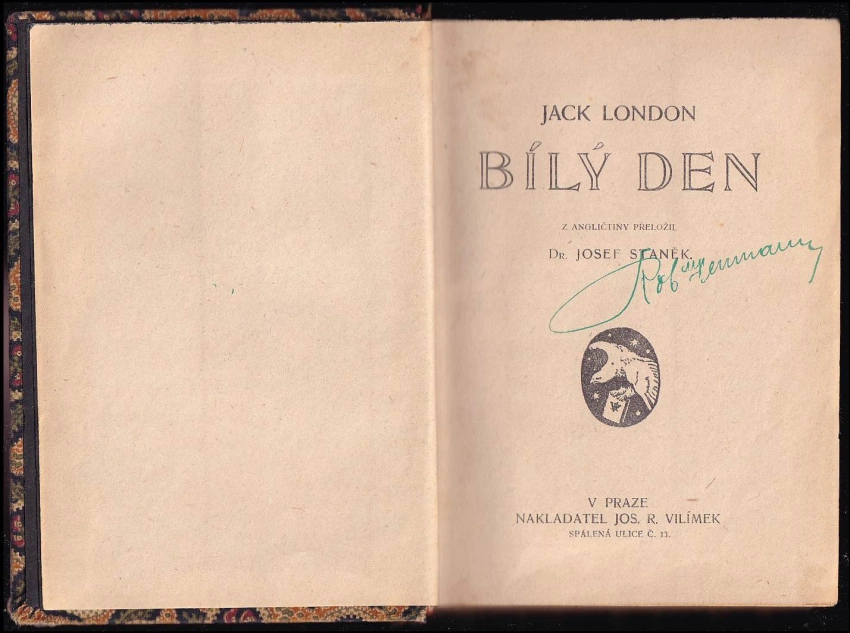 JACK LONDON
BÍLÝ DEN
Z ANGLIČTINY PŘELOŽIL
DR. JOSEF STANĚK.
V PRAZE
NAKLADATEL JOS. R. VILÍMEK
SPÁLENÁ ULICE Č. 13.